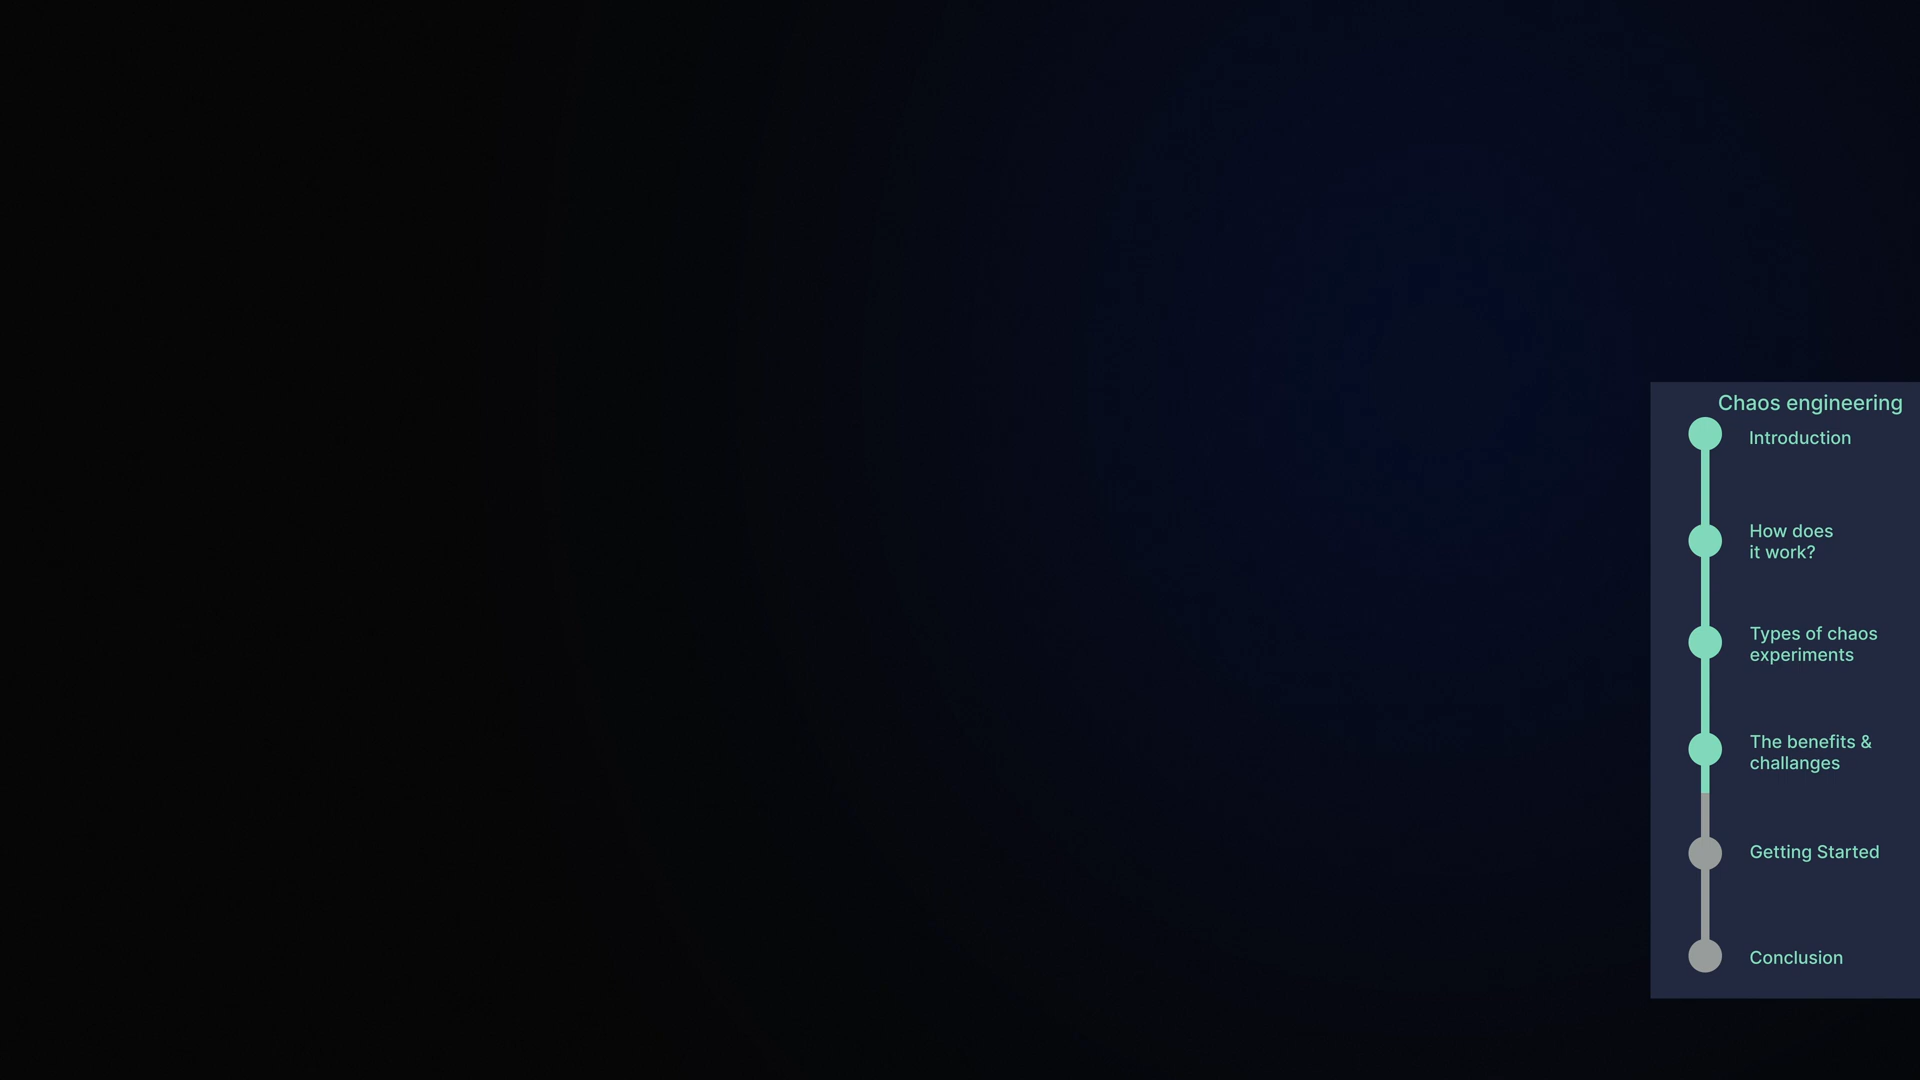 Chaos engineering
Introduction
How does
it work?
Types of chaos
experiments
The benefits &
challanges
Getting Started
Conclusion